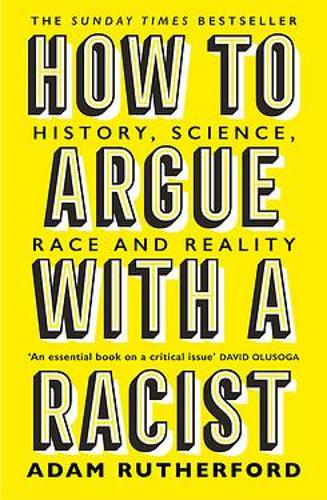 THE SUNDAY TIMES BESTSELLER
HOW TO
HISTORY, SCIENCE,
ARGUE
RACE AND REALITY
WITH A
'An essential book on a critical issue' DAVID OLUSOGA
RACIST
ADAM RUTHERFORD